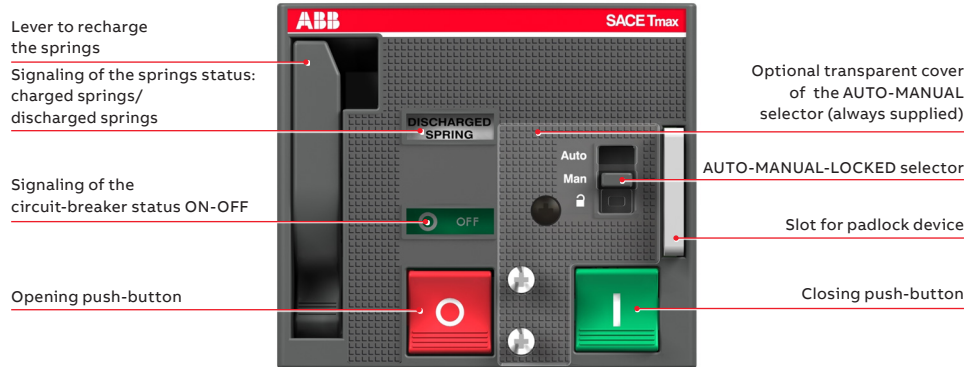 Lever to recharge
the springs
Signaling of the springs status:
charged springs/
discharged springs
Signaling of the
circuit-breaker status ON-OFF
Opening push-button
ABB
SACE Tmax
DISCHARGED
SPRING
Auto
Man
O OFF
O
I
Optional transparent cover
of the AUTO-MANUAL
selector (always supplied)
AUTO-MANUAL-LOCKED selector
Slot for padlock device
Closing push-button